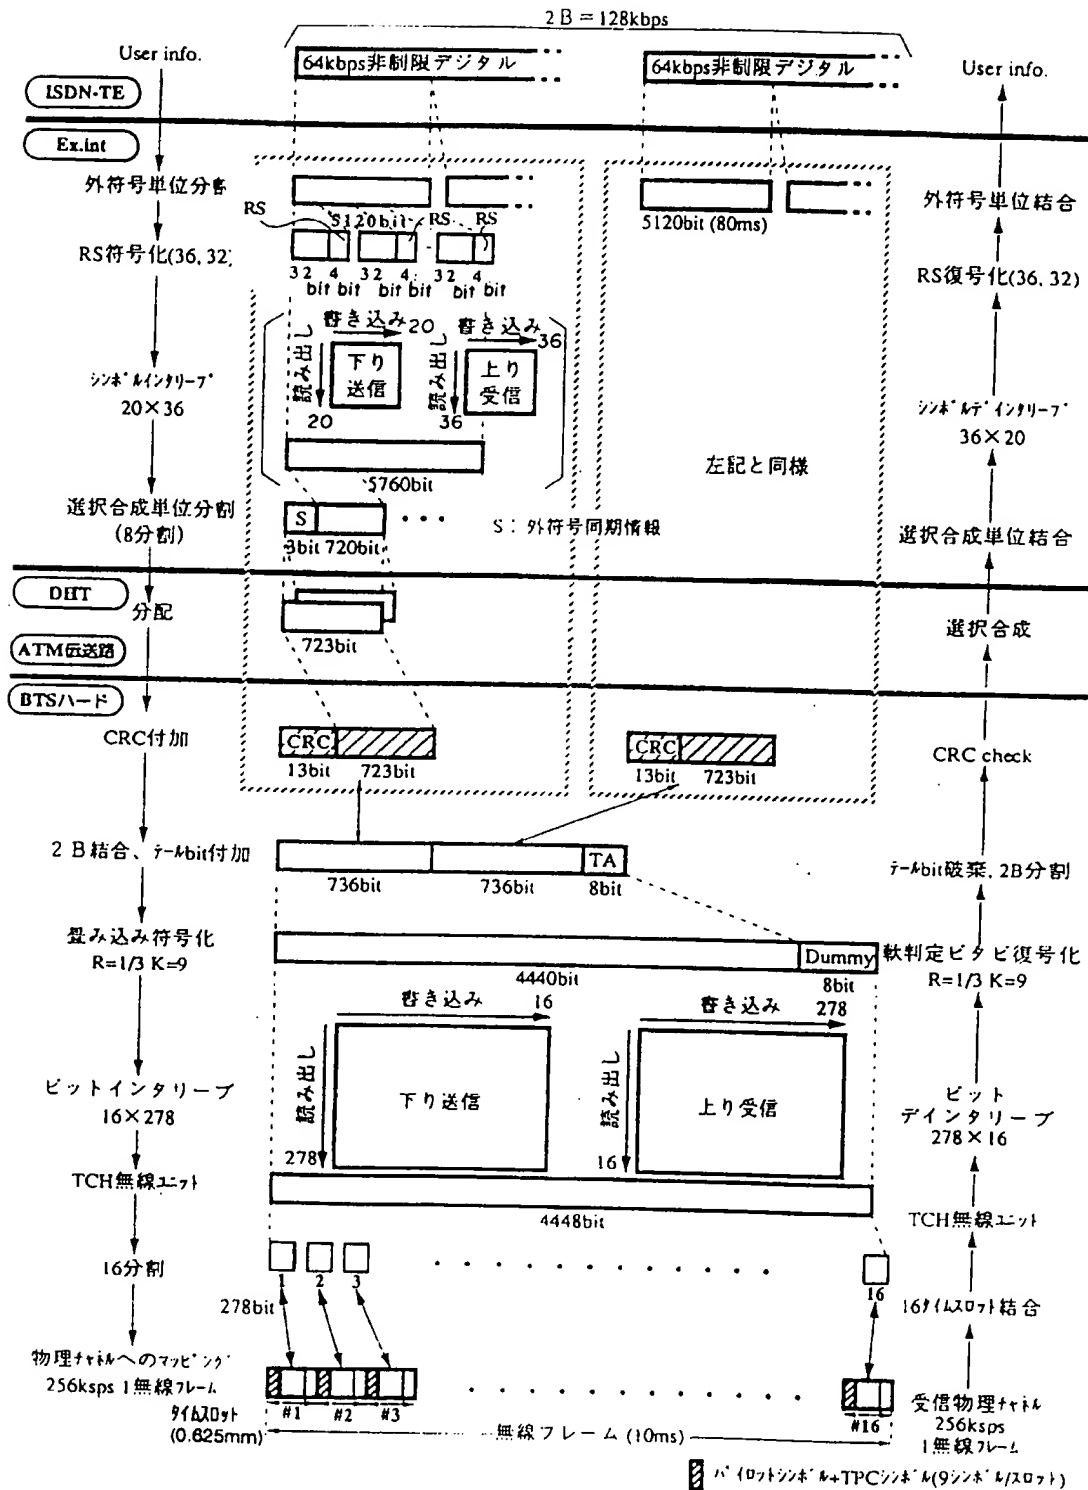 2B=128kbps
User info.
64kbps非制限デジタル
64kbps非制限デジタル
User info.
ISDN-TE
Ex.int
外符号単位分割
RS
5120bit
RS
RS
5120bit (80ms)
外符号単位結合
RS符号化(36,32)
32 4 32 4 32 4
bit bit bit bit bit bit
RS復号化(36,32)
書き込み 20
書き込み 36
読み出し
下り
送信
読み出し
上り
受信
20
36
シンボルインタリーブ
20×36
シンボルデインタリーブ
36×20
5760bit
左記と同様
選択合成単位分割
(8分割)
S
3bit 720bit
S: 外符号同期情報
選択合成単位結合
DHT
分配
723bit
選択合成
ATM伝送路
BTSハード
CRC付加
CRC
13bit 723bit
CRC
13bit 723bit
CRC check
2B結合、テールbit付加
TA
736bit 736bit 8bit
テールbit破棄, 2B分割
畳み込み符号化
R=1/3 K=9
Dummy
4440bit 8bit
軟判定ビタビ復号化
R=1/3 K=9
書き込み 16
書き込み 278
読み出し
下り送信
読み出し
上り受信
278
16
ビットインタリーブ
16×278
ビット
デインタリーブ
278×16
TCH無線ユニット
4448bit
TCH無線ユニット
16分割
1 2 3 16
278bit
16タイムスロット結合
物理チャネルへのマッピング
256ksps 1無線フレーム
タイムスロット
(0.625mm)
#1 #2 #3 #16
無線フレーム(10ms)
受信物理チャネル
256ksps
1無線フレーム
パイロットシンボル+TPCシンボル(9シンボル/スロット)